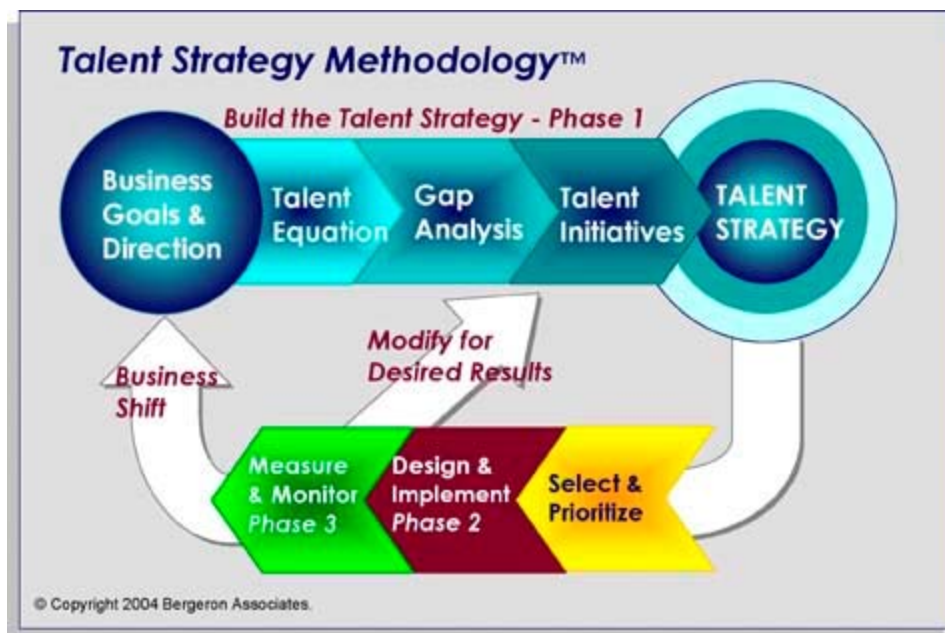 Talent Strategy Methodology™
Build the Talent Strategy - Phase 1
Business
Goals &
Direction
Talent
Equation
Gap
Analysis
Talent
Initiatives
TALENT
STRATEGY
Modify for
Desired Results
Business
Shift
Measure
& Monitor
Phase 3
Design &
Implement
Phase 2
Select &
Prioritize
© Copyright 2004 Bergeron Associates.